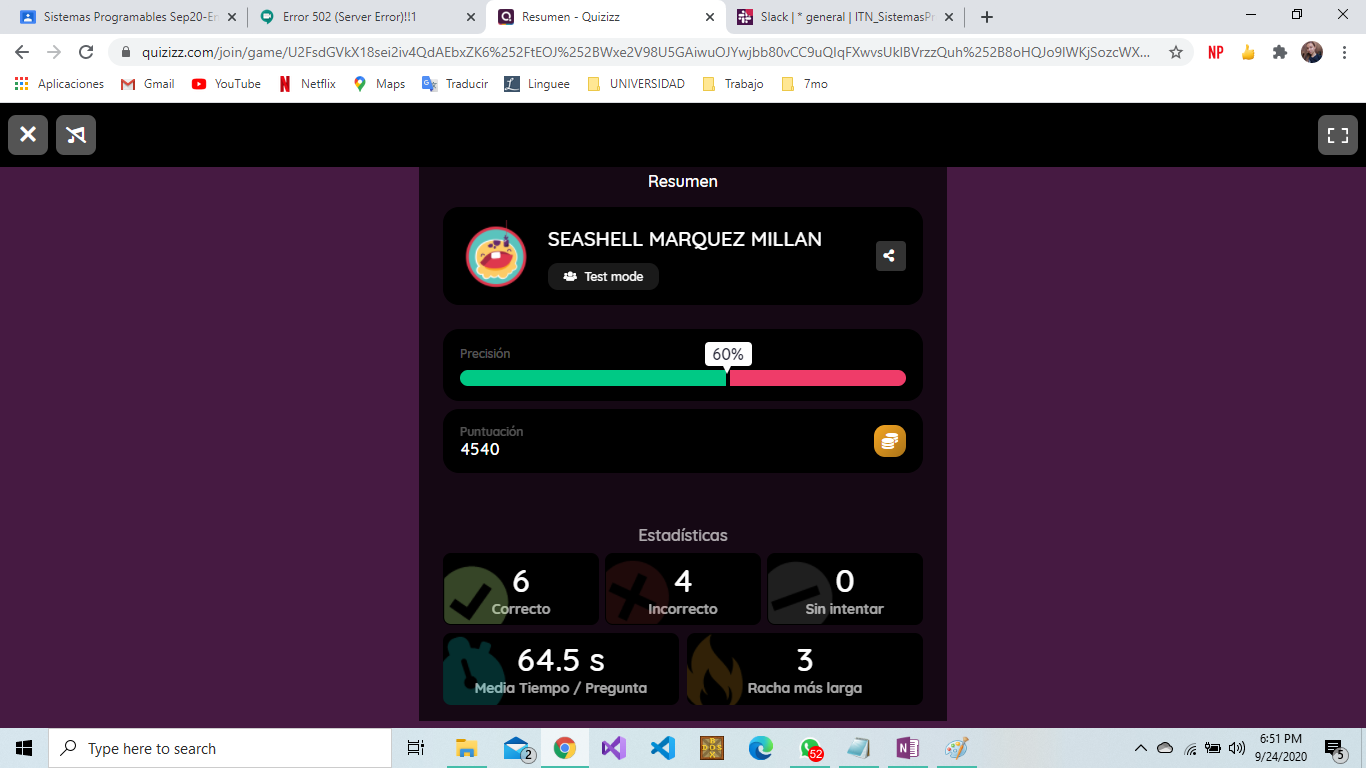 Sistemas Programables Sep20-En
Error 502 (Server Error)!!1
Resumen - Quizizz
Slack | * general | ITN_SistemasPr
quizizz.com/join/game/U2FsdGVkX18sei2iv4QdAEbxZK6%252FtEOJ%252BWxe2V98U5GAiwuOJYwjbb80vCC9uQIqFXwvsUkIBVrzzQuh%252B8oHQJo9IWKjSozcWX...
NP
Aplicaciones
Gmail
YouTube
Netflix
Maps
Traducir
Linguee
UNIVERSIDAD
Trabajo
7mo
Resumen
SEASHELL MARQUEZ MILLAN
Test mode
Precisión
60%
Puntuación
4540
Estadísticas
6
Correcto
4
Incorrecto
0
Sin intentar
64.5 s
Media Tiempo / Pregunta
3
Racha más larga
Type here to search
2
52
6:51 PM
9/24/2020
5